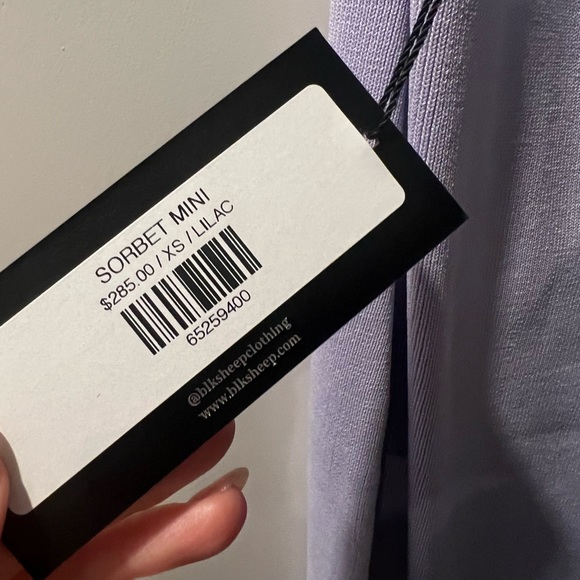 SORBET MINI
$285.00 / XS / LILAC
65259400
@blksheepclothing
www.blksheep.com